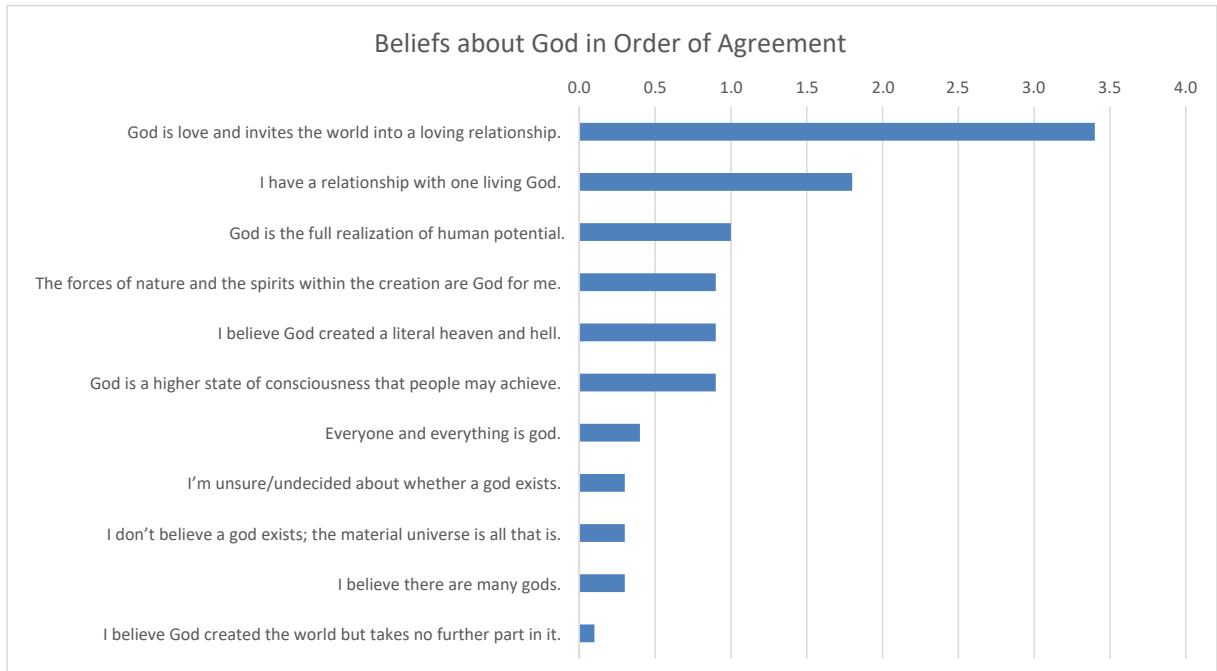 Beliefs about God in Order of Agreement
0.0 0.5 1.0 1.5 2.0 2.5 3.0 3.5 4.0
God is love and invites the world into a loving relationship.
I have a relationship with one living God.
God is the full realization of human potential.
The forces of nature and the spirits within the creation are God for me.
I believe God created a literal heaven and hell.
God is a higher state of consciousness that people may achieve.
Everyone and everything is god.
I’m unsure/undecided about whether a god exists.
I don’t believe a god exists; the material universe is all that is.
I believe there are many gods.
I believe God created the world but takes no further part in it.